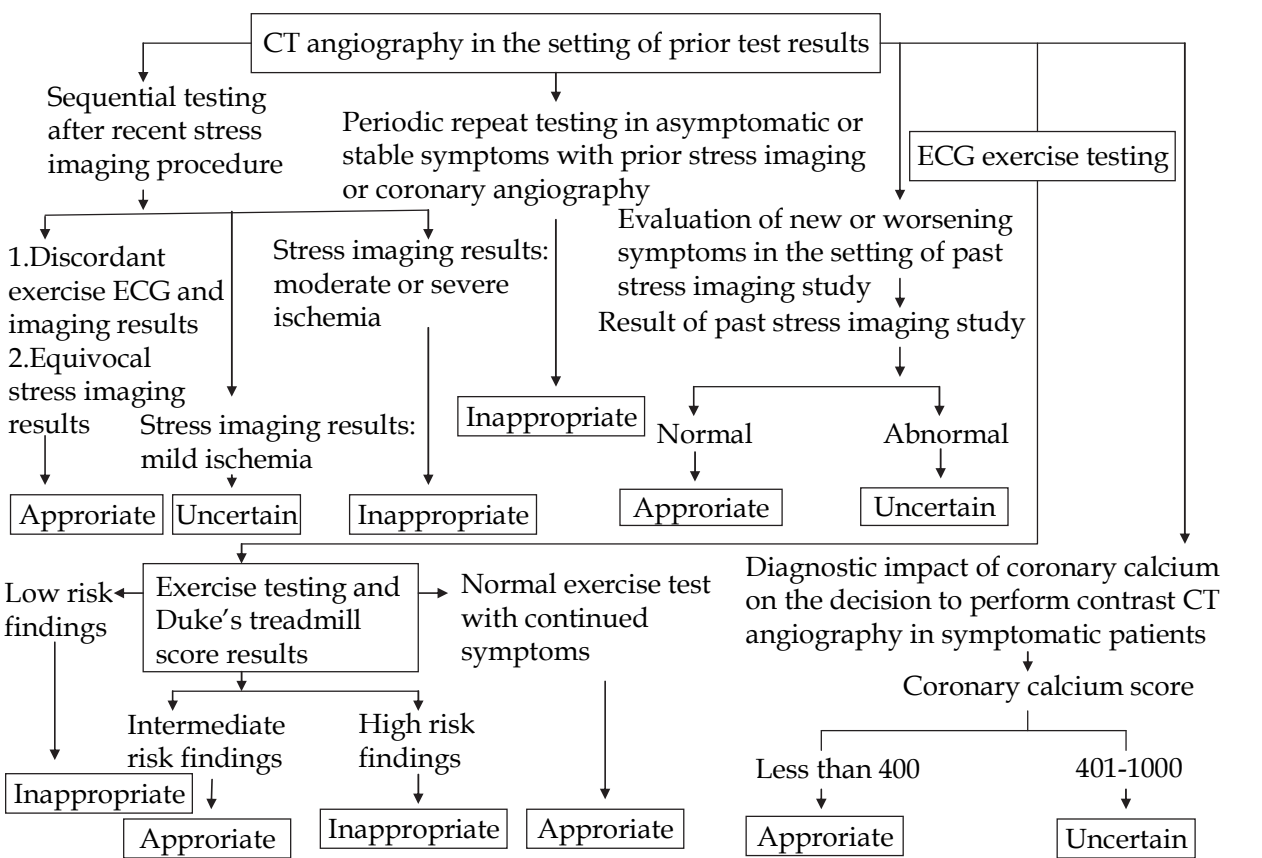 CT angiography in the setting of prior test results
Sequential testing
after recent stress
imaging procedure
Periodic repeat testing in asymptomatic or
stable symptoms with prior stress imaging
or coronary angiography
ECG exercise testing
Evaluation of new or worsening
symptoms in the setting of past
stress imaging study
Result of past stress imaging study
1.Discordant
exercise ECG and
imaging results
2.Equivocal
stress imaging
results
Stress imaging results:
mild ischemia
Stress imaging results:
moderate or severe
ischemia
Inappropriate
Normal
Abnormal
Approriate
Uncertain
Inappropriate
Approriate
Uncertain
Low risk
findings
Exercise testing and
Duke's treadmill
score results
Normal exercise test
with continued
symptoms
Diagnostic impact of coronary calcium
on the decision to perform contrast CT
angiography in symptomatic patients
Coronary calcium score
Intermediate
risk findings
High risk
findings
Less than 400
401-1000
Inappropriate
Approriate
Inappropriate
Approriate
Approriate
Uncertain